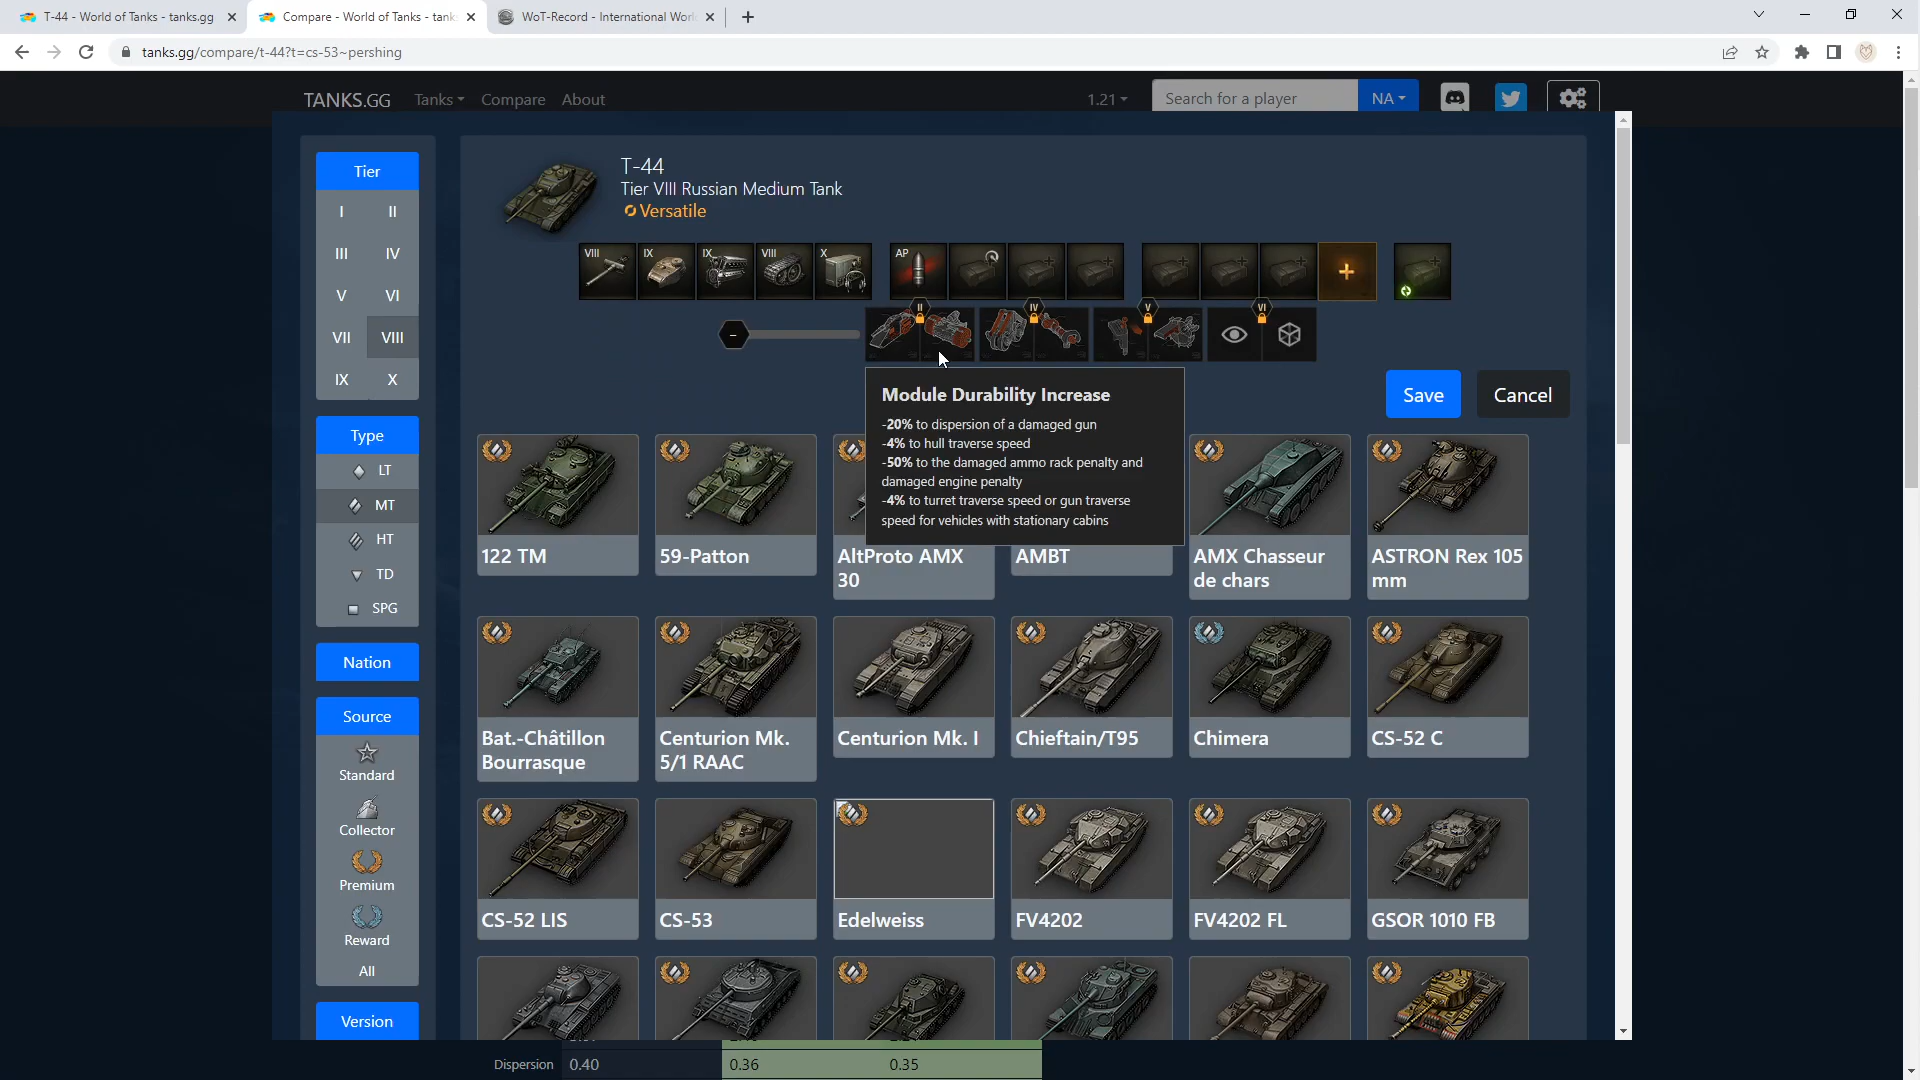 T-44 - World of Tanks - tanks.gg
Compare - World of Tanks - tank
WoT-Record - International Worl
tanks.gg/compare/t-44?t=cs-53~pershing
TANKS.GG
Tanks
Compare
About
1.21
Search for a player
NA
Tier
I
II
III
IV
V
VI
VII
VIII
IX
X
Type
LT
MT
HT
TD
SPG
Nation
Source
Standard
Collector
Premium
Reward
All
Version
T-44
Tier VIII Russian Medium Tank
Versatile
VIII
IX
IX
VIII
X
AP
II
IV
V
VI
Module Durability Increase
-20% to dispersion of a damaged gun
-4% to hull traverse speed
-50% to the damaged ammo rack penalty and
damaged engine penalty
-4% to turret traverse speed or gun traverse
speed for vehicles with stationary cabins
Save
Cancel
122 TM
59-Patton
AltProto AMX
30
AMBT
AMX Chasseur
de chars
ASTRON Rex 105
mm
Bat.-Châtillon
Bourrasque
Centurion Mk.
5/1 RAAC
Centurion Mk. I
Chieftain/T95
Chimera
CS-52 C
CS-52 LIS
CS-53
Edelweiss
FV4202
FV4202 FL
GSOR 1010 FB
Dispersion
0.40
0.36
0.35